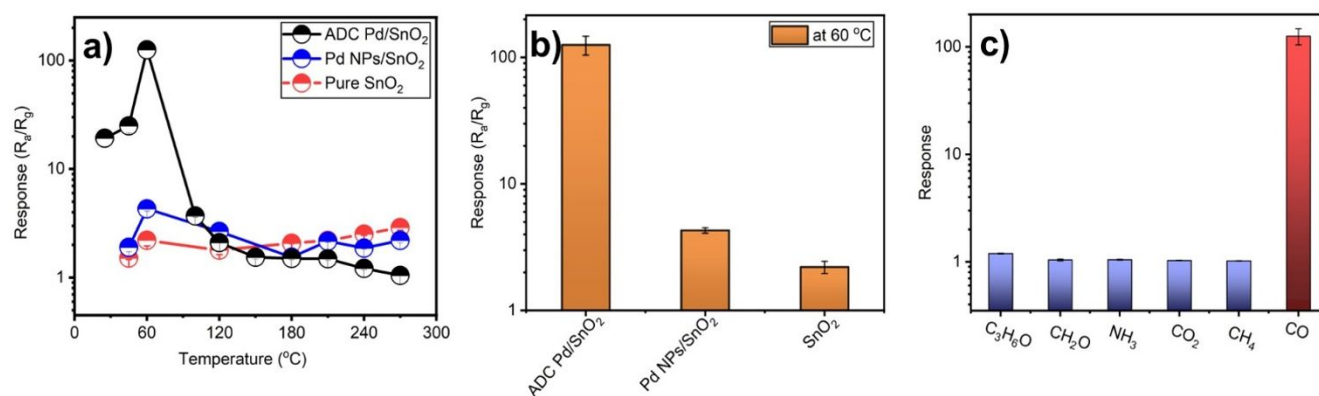 a)
ADC Pd/SnO₂
Pd NPs/SnO₂
Pure SnO₂
Response (Rₐ/R_g)
100
10
1
0 60 120 180 240 300
Temperature (°C)
b)
at 60 °C
Response (Rₐ/R_g)
100
10
1
ADC Pd/SnO₂
Pd NPs/SnO₂
SnO₂
c)
Response
100
10
1
C₃H₆O
CH₂O
NH₃
CO₂
CH₄
CO